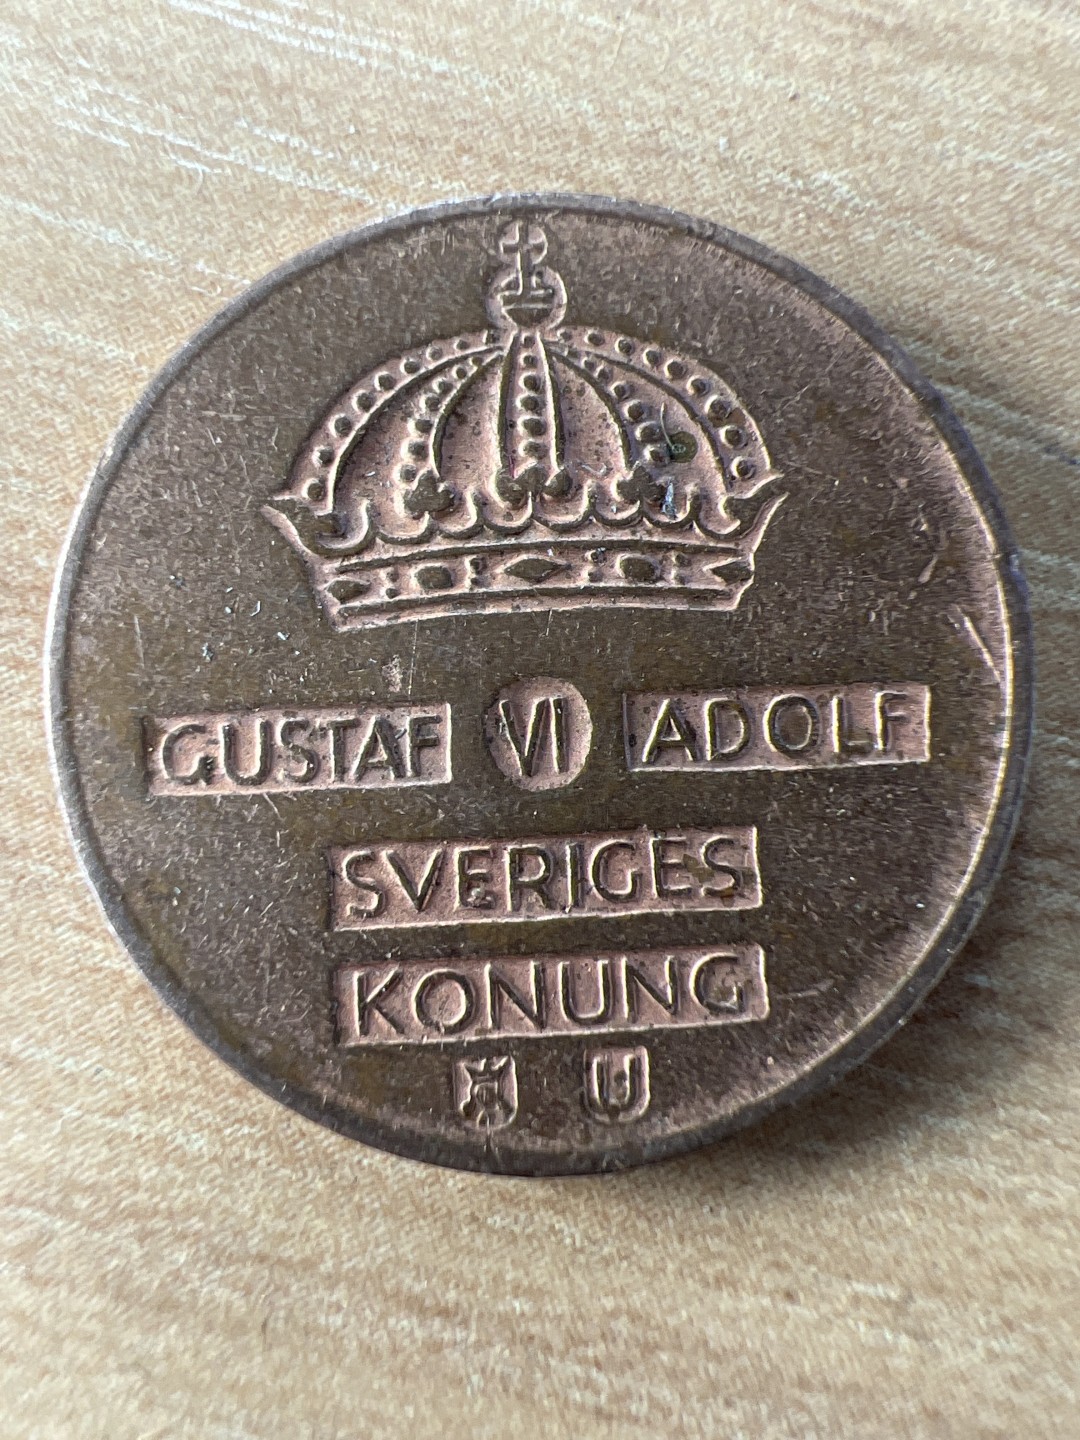 GUSTAF VI ADOLF
SVERIGES
KONUNG
U